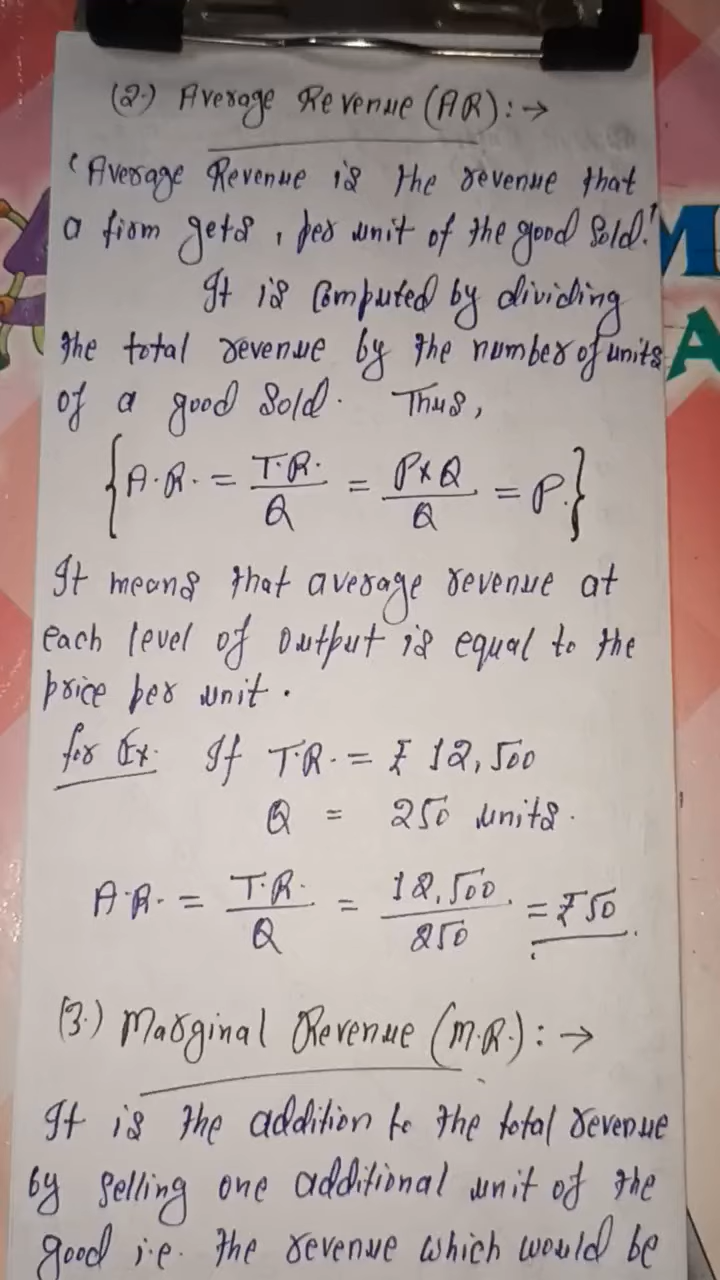 (2.) Average Revenue (AR) : →
'Average Revenue is the revenue that
a firm gets, per unit of the good sold.'
It is computed by dividing
the total revenue by the number of units
of a good sold. Thus,
{A.R. = T.R. / Q = P×Q / Q = P.}
It means that average revenue at
each level of output is equal to the
price per unit.
for Ex. If T.R. = ₹ 12,500
Q = 250 units.
A.R. = T.R. / Q = 12,500 / 250 = ₹50
(3.) Marginal Revenue (M.R.) : →
It is the addition to the total revenue
by selling one additional unit of the
good i.e. the revenue which would be
M
A